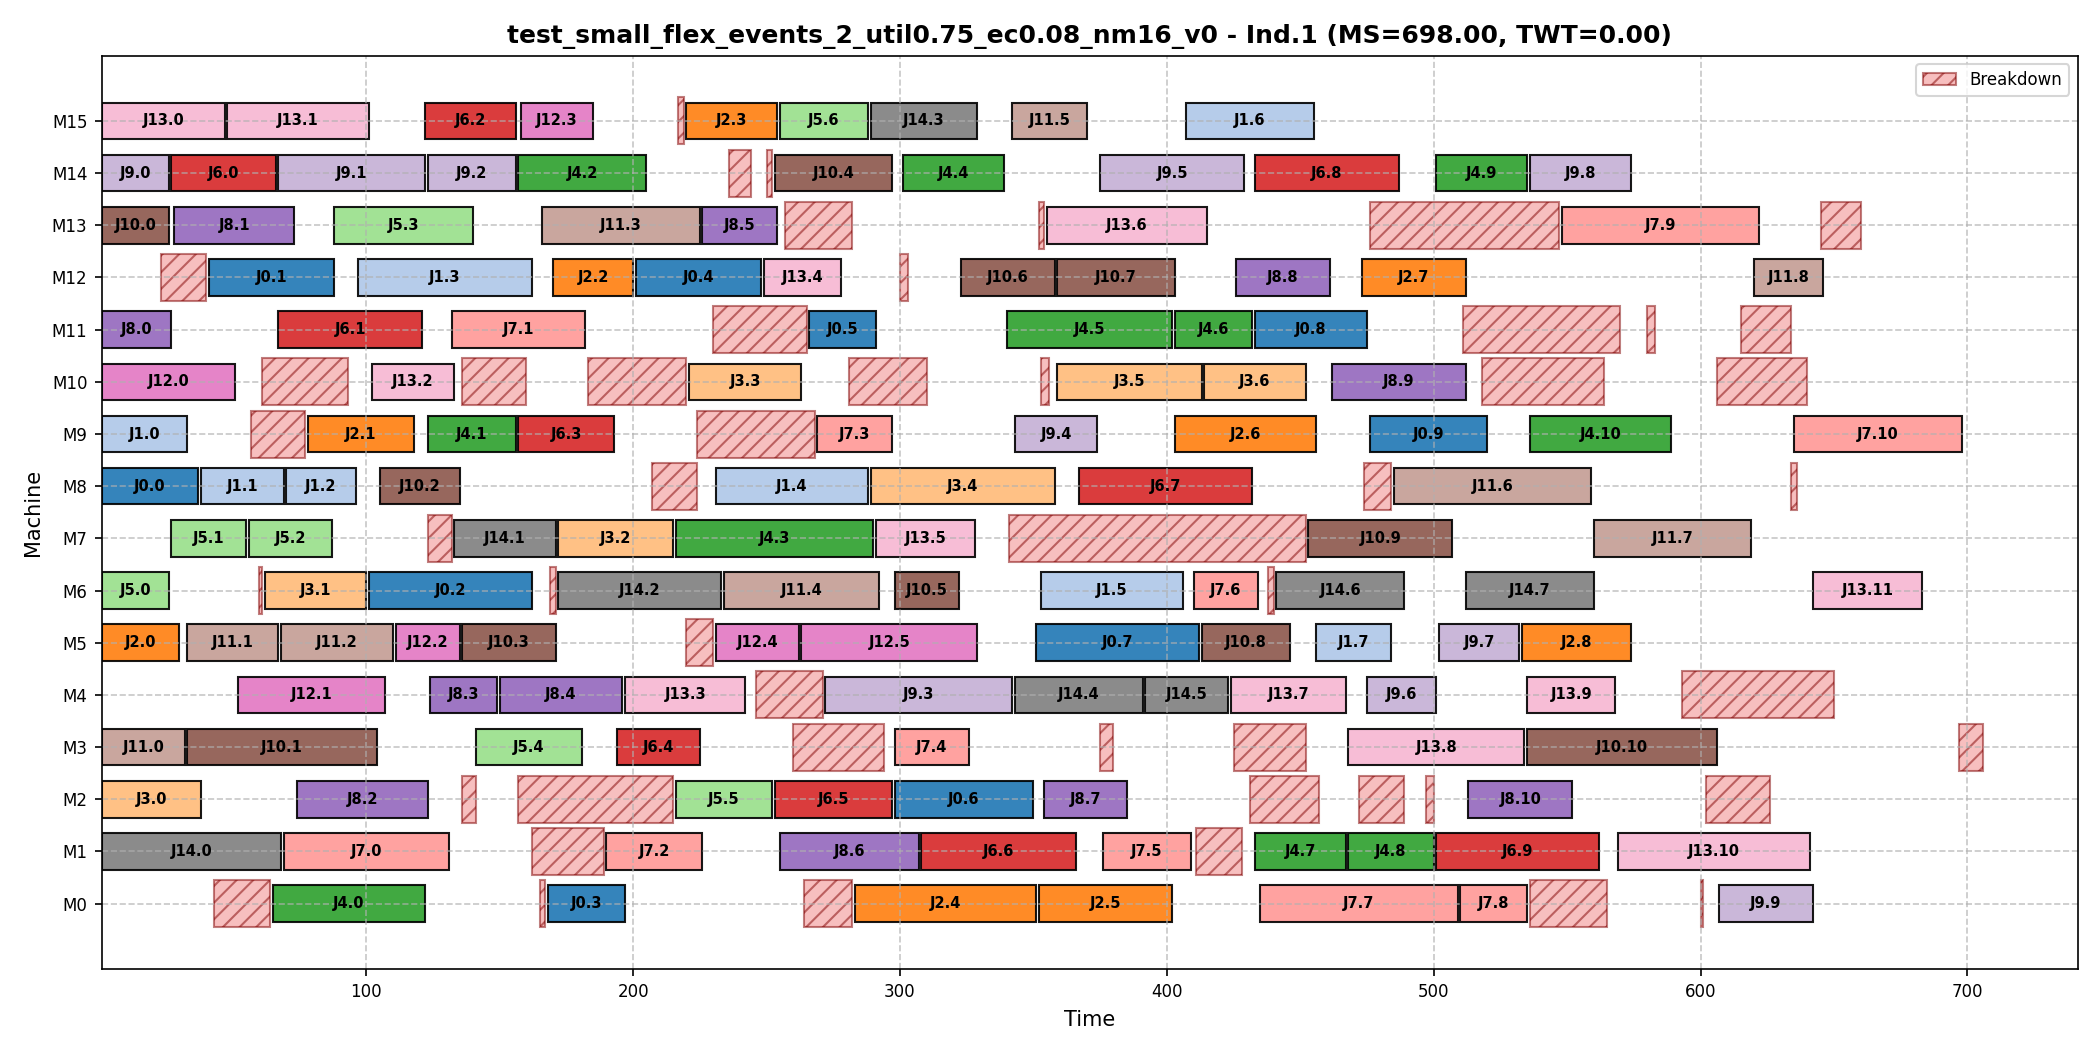 test_small_flex_events_2_util0.75_ec0.08_nm16_v0 - Ind.1 (MS=698.00, TWT=0.00)
Breakdown
Machine
M15 J13.0 J13.1 J6.2 J12.3 J2.3 J5.6 J14.3 J11.5 J1.6
M14 J9.0 J6.0 J9.1 J9.2 J4.2 J10.4 J4.4 J9.5 J6.8 J4.9 J9.8
M13 J10.0 J8.1 J5.3 J11.3 J8.5 J13.6 J7.9
M12 J0.1 J1.3 J2.2 J0.4 J13.4 J10.6 J10.7 J8.8 J2.7 J11.8
M11 J8.0 J6.1 J7.1 J0.5 J4.5 J4.6 J0.8
M10 J12.0 J13.2 J3.3 J3.5 J3.6 J8.9
M9 J1.0 J2.1 J4.1 J6.3 J7.3 J9.4 J2.6 J0.9 J4.10 J7.10
M8 J0.0 J1.1 J1.2 J10.2 J1.4 J3.4 J6.7 J11.6
M7 J5.1 J5.2 J14.1 J3.2 J4.3 J13.5 J10.9 J11.7
M6 J5.0 J3.1 J0.2 J14.2 J11.4 J10.5 J1.5 J7.6 J14.6 J14.7 J13.11
M5 J2.0 J11.1 J11.2 J12.2 J10.3 J12.4 J12.5 J0.7 J10.8 J1.7 J9.7 J2.8
M4 J12.1 J8.3 J8.4 J13.3 J9.3 J14.4 J14.5 J13.7 J9.6 J13.9
M3 J11.0 J10.1 J5.4 J6.4 J7.4 J13.8 J10.10
M2 J3.0 J8.2 J5.5 J6.5 J0.6 J8.7 J8.10
M1 J14.0 J7.0 J7.2 J8.6 J6.6 J7.5 J4.7 J4.8 J6.9 J13.10
M0 J4.0 J0.3 J2.4 J2.5 J7.7 J7.8 J9.9
100 200 300 400 500 600 700
Time